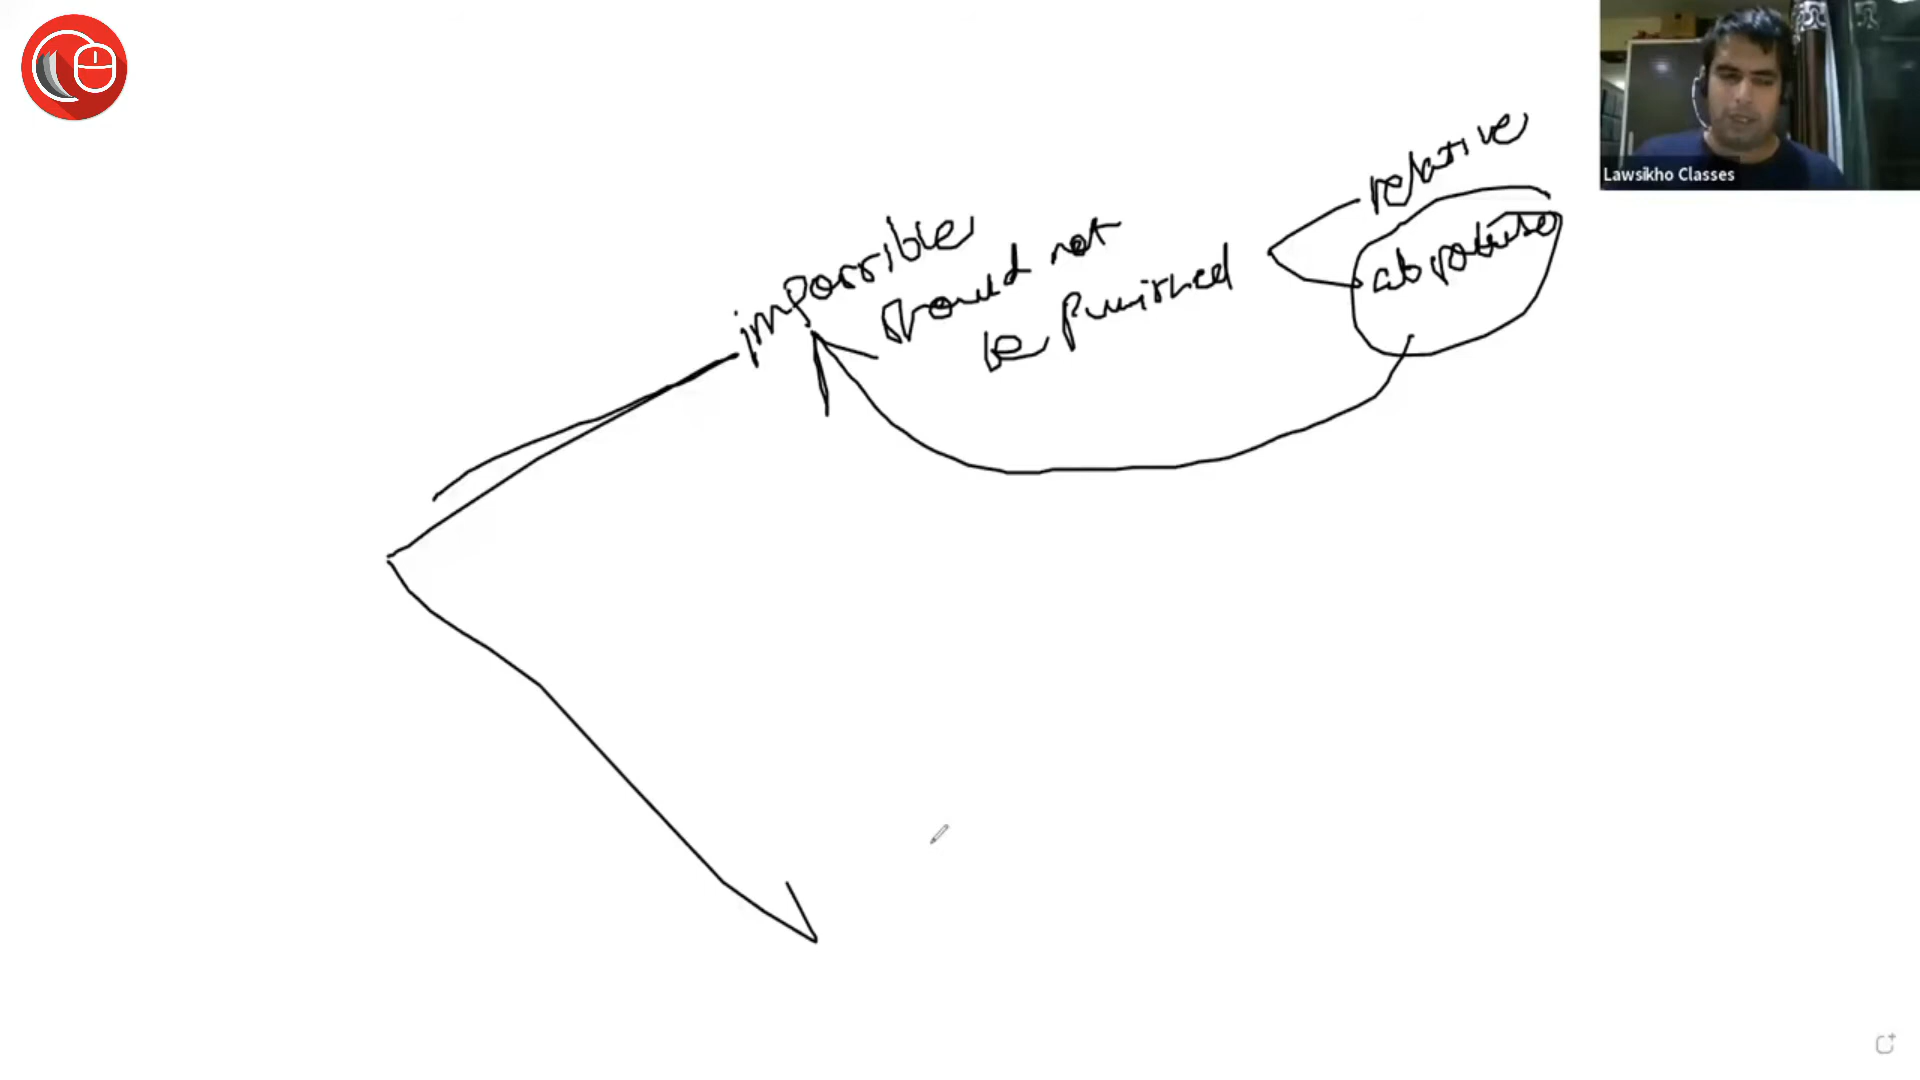 relative
impossible
should not
be punished
absolute
Lawsikho Classes